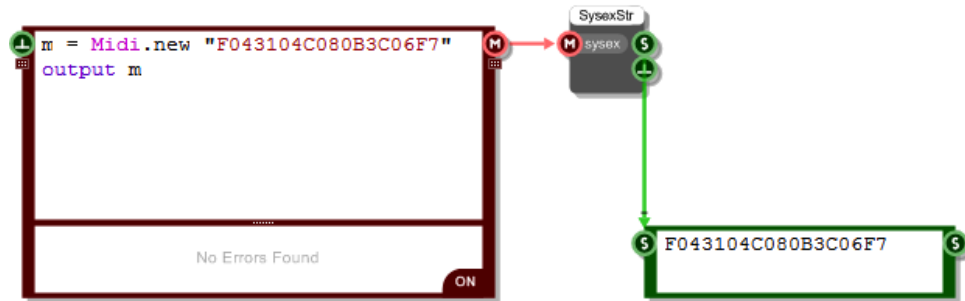 SysexStr
m = Midi.new "F043104C080B3C06F7"
M
M
sysex
S
output m
S
F043104C080B3C06F7
S
No Errors Found
ON